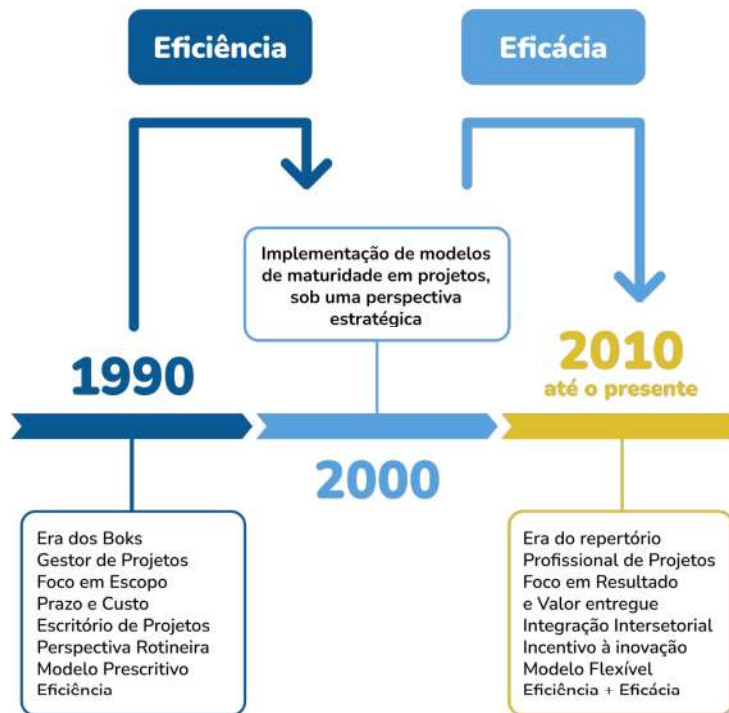 Eficiência
Eficácia
Implementação de modelos
de maturidade em projetos,
sob uma perspectiva
estratégica
1990
2010
até o presente
2000
Era dos Boks
Gestor de Projetos
Foco em Escopo
Prazo e Custo
Escritório de Projetos
Perspectiva Rotineira
Modelo Prescritivo
Eficiência
Era do repertório
Profissional de Projetos
Foco em Resultado
e Valor entregue
Integração Intersetorial
Incentivo à inovação
Modelo Flexível
Eficiência + Eficácia